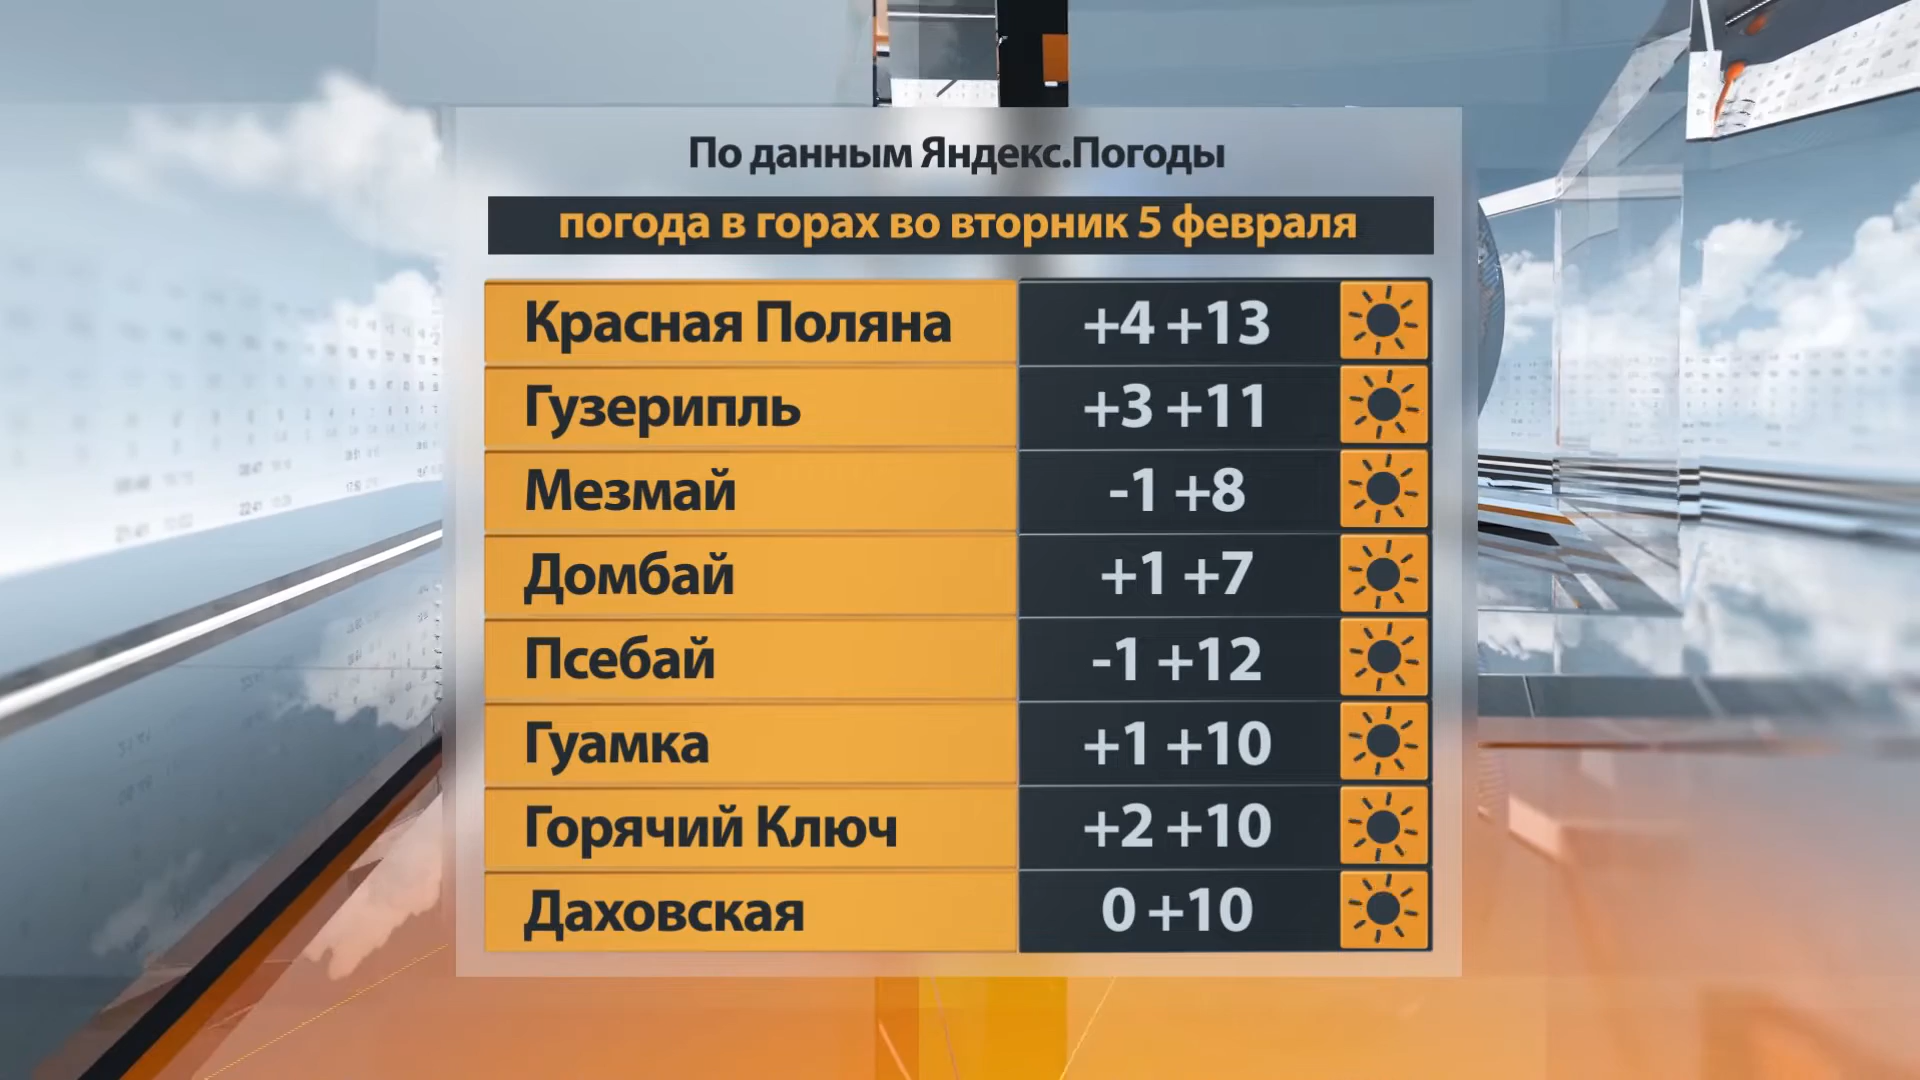 По данным Яндекс.Погоды
погода в горах во вторник 5 февраля
Красная Поляна +4 +13
Гузерипль +3 +11
Мезмай -1 +8
Домбай +1 +7
Псебай -1 +12
Гуамка +1 +10
Горячий Ключ +2 +10
Даховская 0 +10